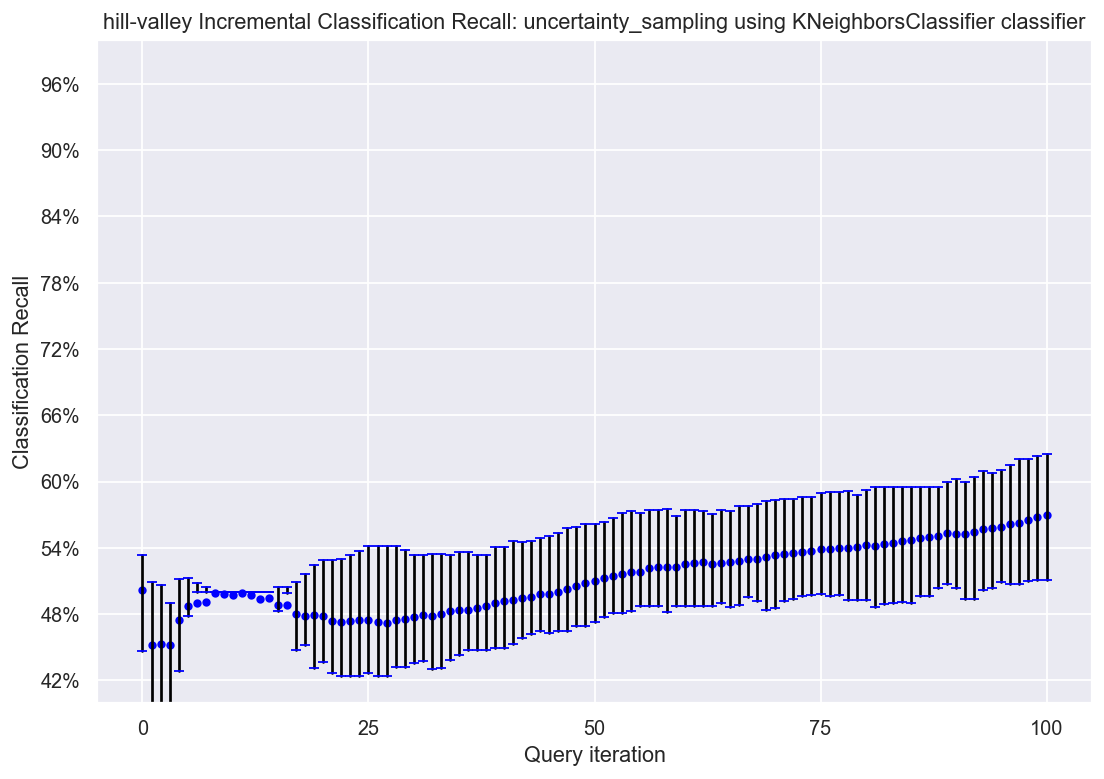 hill-valley Incremental Classification Recall: uncertainty_sampling using KNeighborsClassifier classifier
96%
90%
84%
78%
72%
66%
60%
54%
48%
42%
Classification Recall
0 25 50 75 100
Query iteration